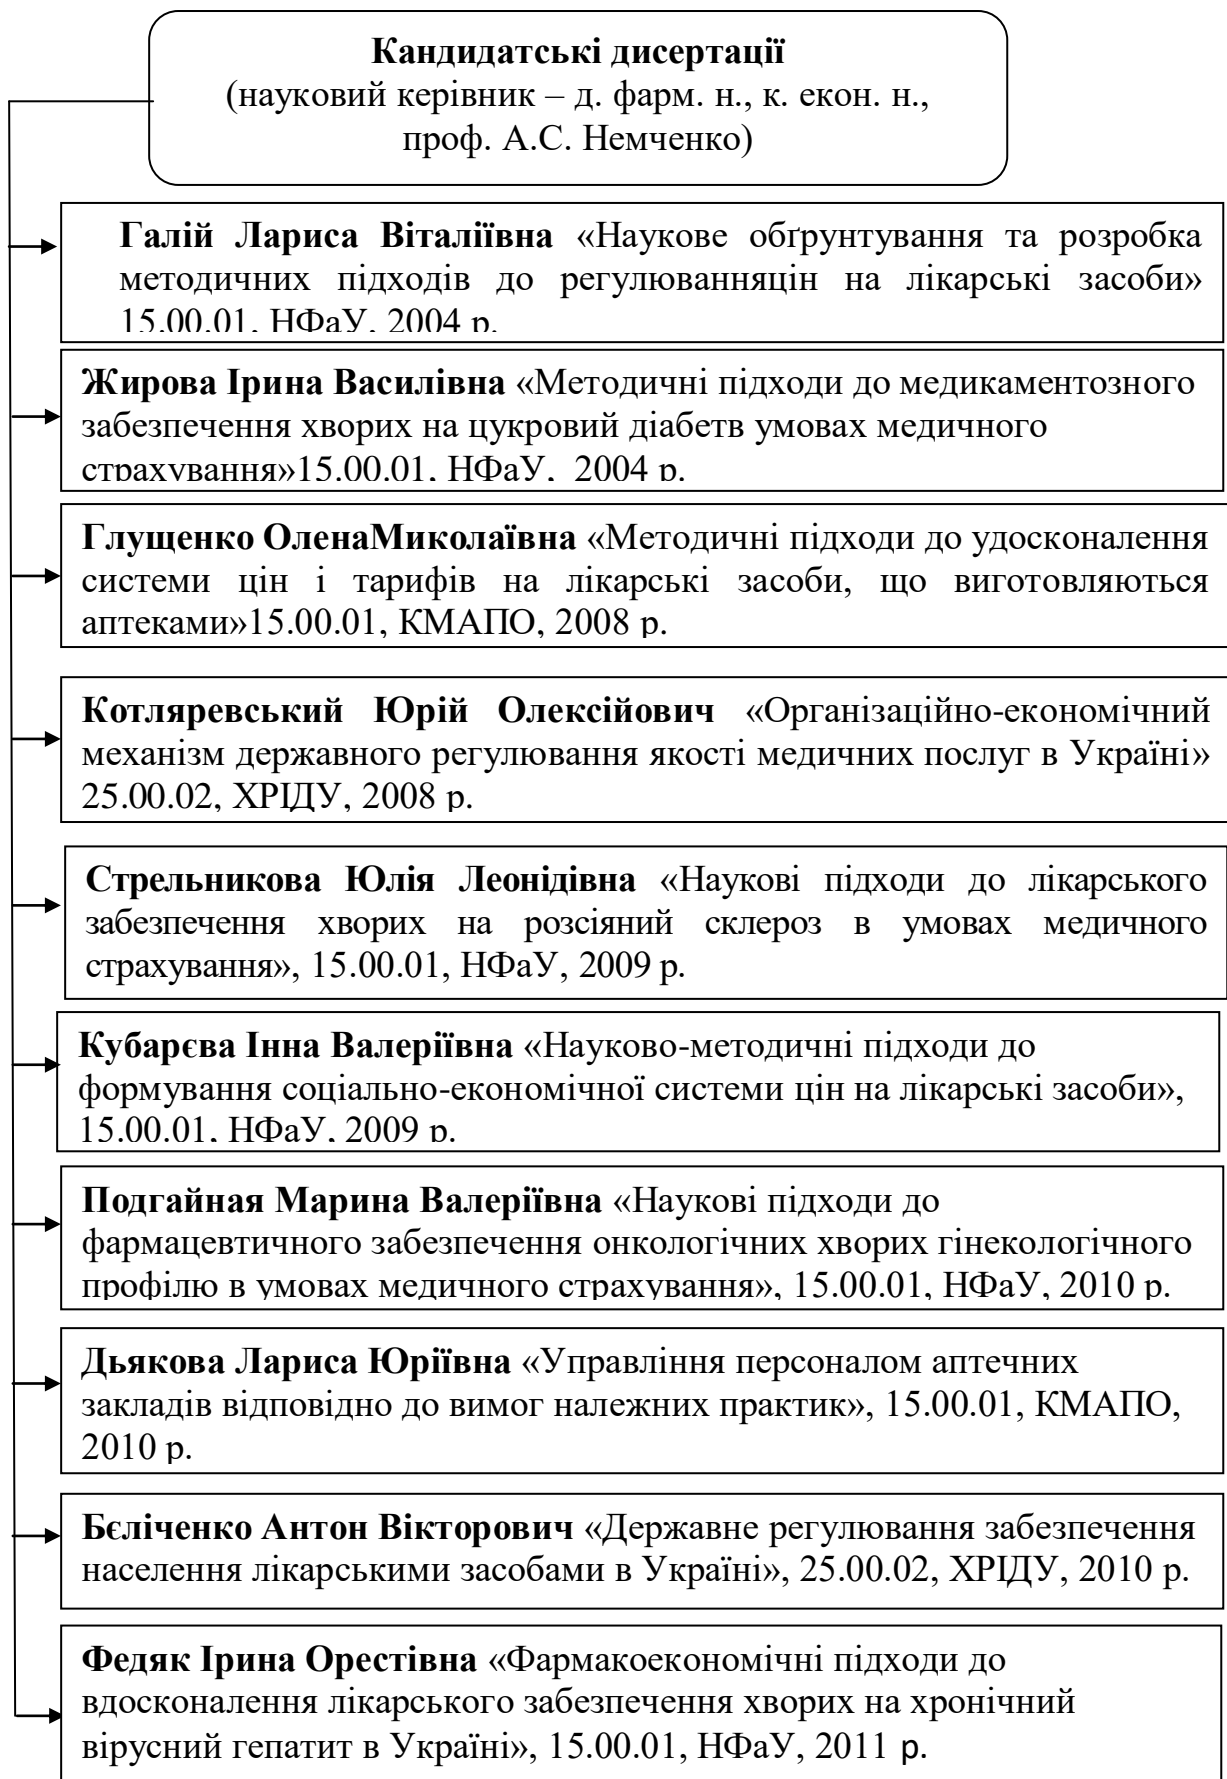 Кандидатські дисертації
(науковий керівник – д. фарм. н., к. екон. н.,
проф. А.С. Немченко)
Галій Лариса Віталіївна «Наукове обґрунтування та розробка
методичних підходів до регулюванняцін на лікарські засоби»
15.00.01, НФаУ, 2004 р.
Жирова Ірина Василівна «Методичні підходи до медикаментозного
забезпечення хворих на цукровий діабетв умовах медичного
страхування»15.00.01, НФаУ, 2004 р.
Глущенко ОленаМиколаївна «Методичні підходи до удосконалення
системи цін і тарифів на лікарські засоби, що виготовляються
аптеками»15.00.01, КМАПО, 2008 р.
Котляревський Юрій Олексійович «Організаційно-економічний
механізм державного регулювання якості медичних послуг в Україні»
25.00.02, ХРІДУ, 2008 р.
Стрельникова Юлія Леонідівна «Наукові підходи до лікарського
забезпечення хворих на розсіяний склероз в умовах медичного
страхування», 15.00.01, НФаУ, 2009 р.
Кубарєва Інна Валеріївна «Науково-методичні підходи до
формування соціально-економічної системи цін на лікарські засоби»,
15.00.01, НФаУ, 2009 р.
Подгайная Марина Валеріївна «Наукові підходи до
фармацевтичного забезпечення онкологічних хворих гінекологічного
профілю в умовах медичного страхування», 15.00.01, НФаУ, 2010 р.
Дьякова Лариса Юріївна «Управління персоналом аптечних
закладів відповідно до вимог належних практик», 15.00.01, КМАПО,
2010 р.
Бєліченко Антон Вікторович «Державне регулювання забезпечення
населення лікарськими засобами в Україні», 25.00.02, ХРІДУ, 2010 р.
Федяк Ірина Орестівна «Фармакоекономічні підходи до
вдосконалення лікарського забезпечення хворих на хронічний
вірусний гепатит в Україні», 15.00.01, НФаУ, 2011 р.